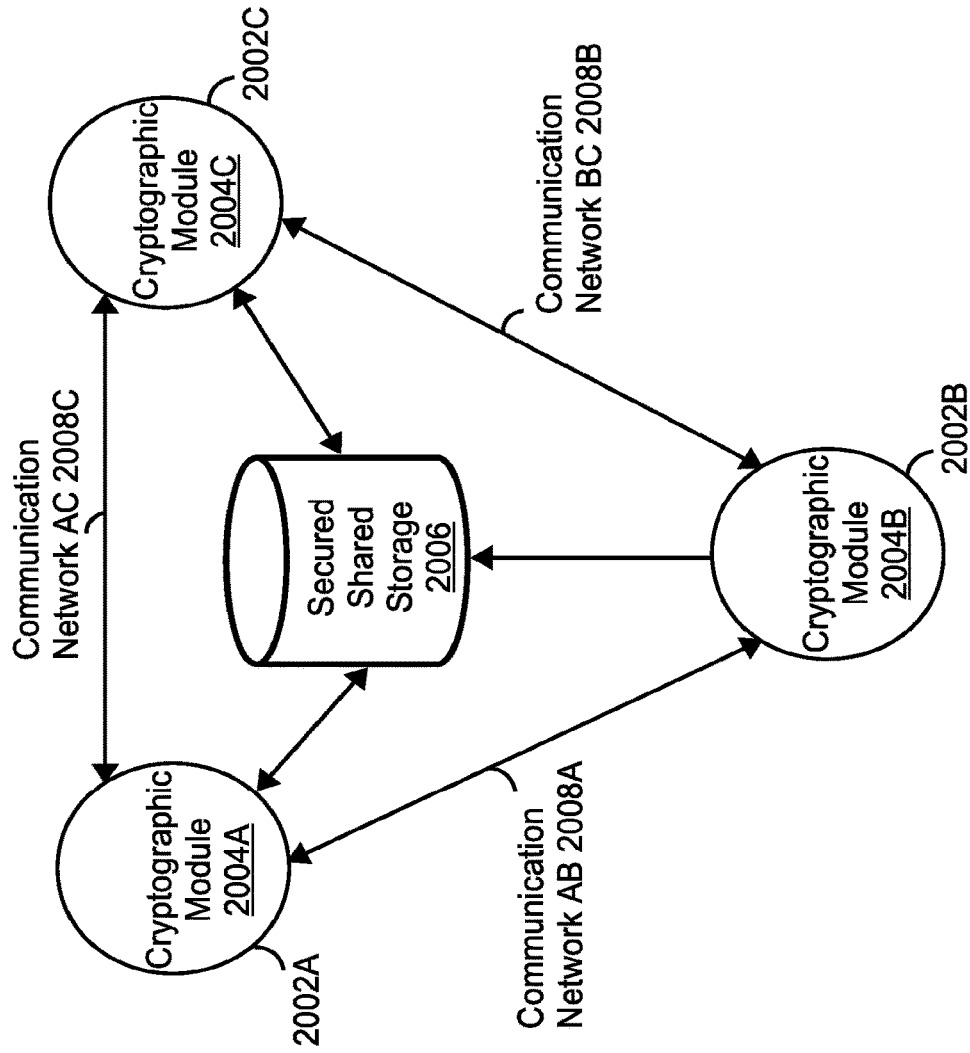 Communication
Network AC 2008C
Cryptographic
Module
2004A
Cryptographic
Module
2004C
2002A
2002C
Secured
Shared
Storage
2006
Communication
Network AB 2008A
Communication
Network BC 2008B
Cryptographic
Module
2004B
2002B